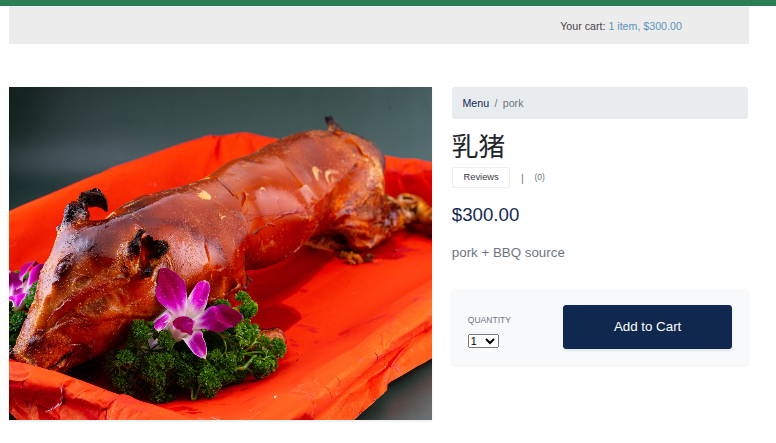 Your cart: 1 item, $300.00
Menu / pork
乳猪
Reviews | (0)
$300.00
pork + BBQ source
QUANTITY
1
Add to Cart